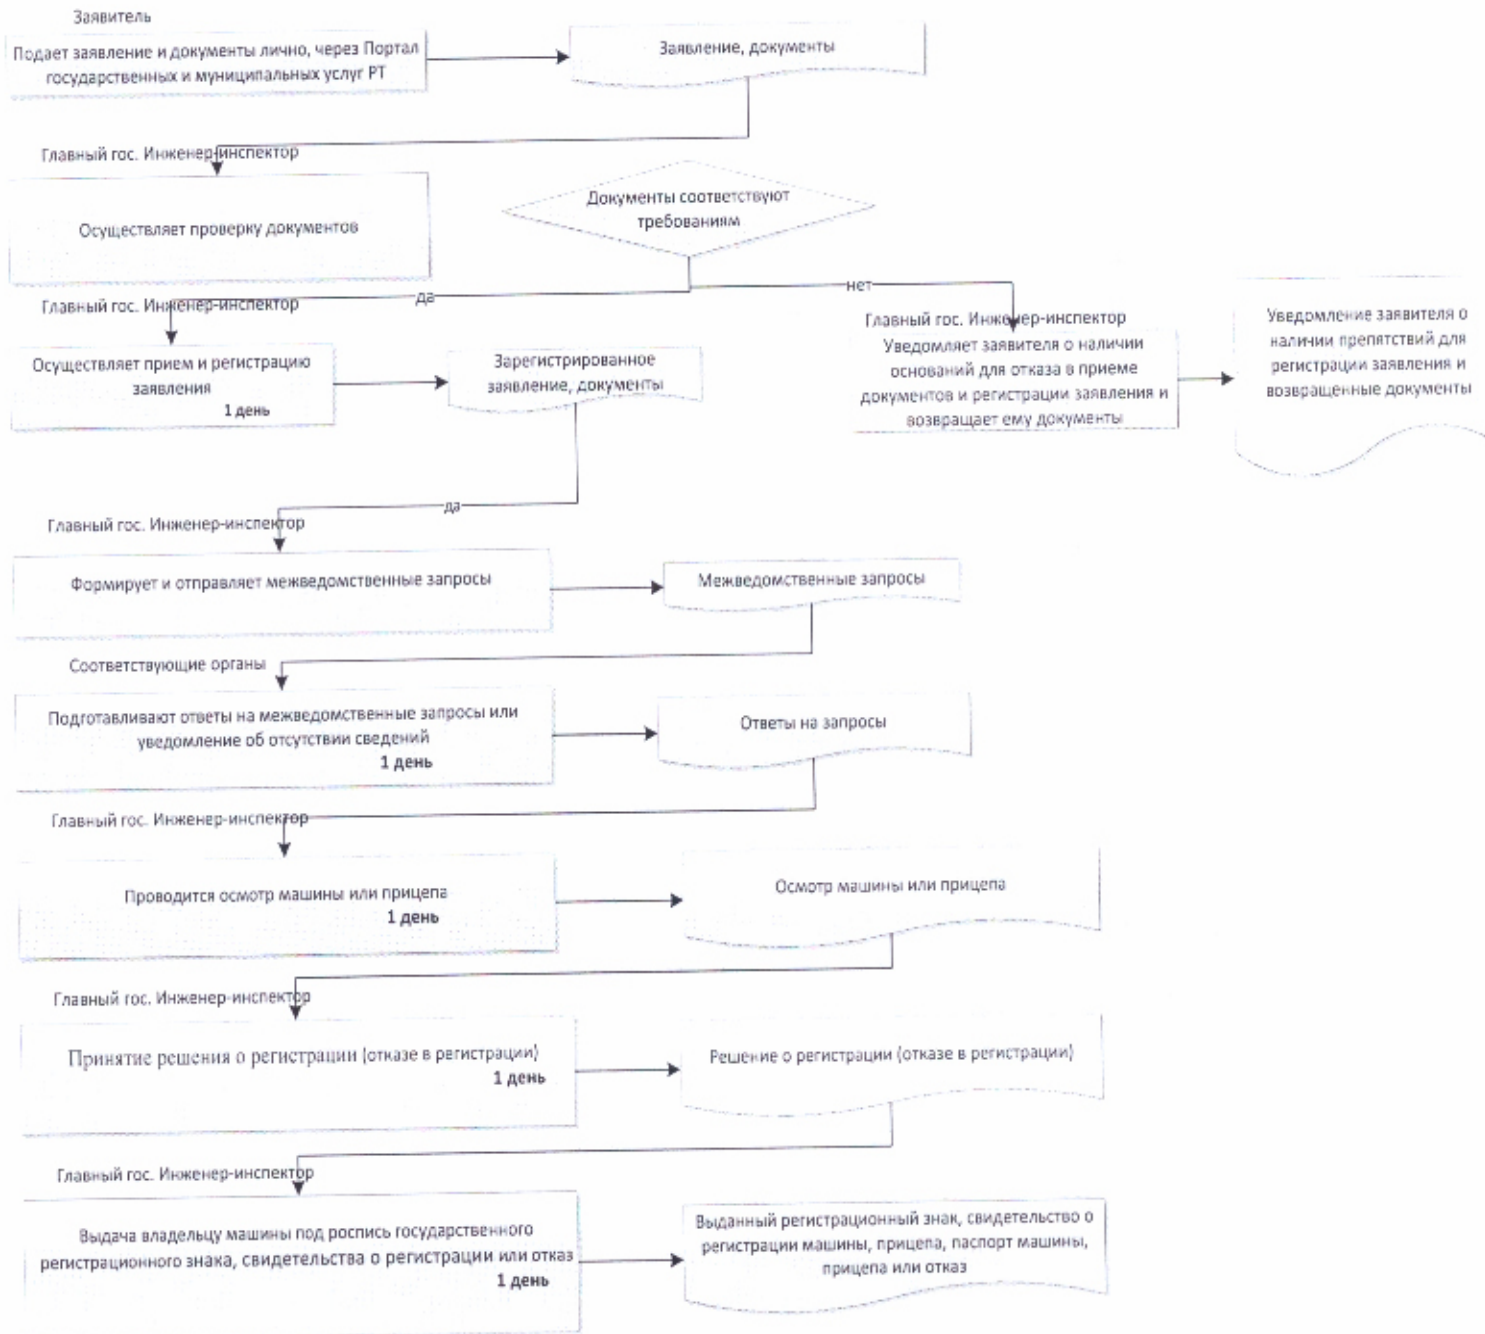 Заявитель
Подает заявление и документы лично, через Портал
государственных и муниципальных услуг РТ
Заявление, документы
Главный гос. Инженер-инспектор
Осуществляет проверку документов
Документы соответствуют
требованиям
да
нет
Главный гос. Инженер-инспектор
Осуществляет прием и регистрацию
заявления
1 день
Зарегистрированное
заявление, документы
Главный гос. Инженер-инспектор
Уведомляет заявителя о наличии
оснований для отказа в приеме
документов и регистрации заявления и
возвращает ему документы
Уведомление заявителя о
наличии препятствий для
регистрации заявления и
возвращенные документы
да
Главный гос. Инженер-инспектор
Формирует и отправляет межведомственные запросы
Межведомственные запросы
Соответствующие органы
Подготавливают ответы на межведомственные запросы или
уведомление об отсутствии сведений
1 день
Ответы на запросы
Главный гос. Инженер-инспектор
Проводится осмотр машины или прицепа
1 день
Осмотр машины или прицепа
Главный гос. Инженер-инспектор
Принятие решения о регистрации (отказе в регистрации)
1 день
Решение о регистрации (отказе в регистрации)
Главный гос. Инженер-инспектор
Выдача владельцу машины под роспись государственного
регистрационного знака, свидетельства о регистрации или отказ
1 день
Выданный регистрационный знак, свидетельство о
регистрации машины, прицепа, паспорт машины,
прицепа или отказ